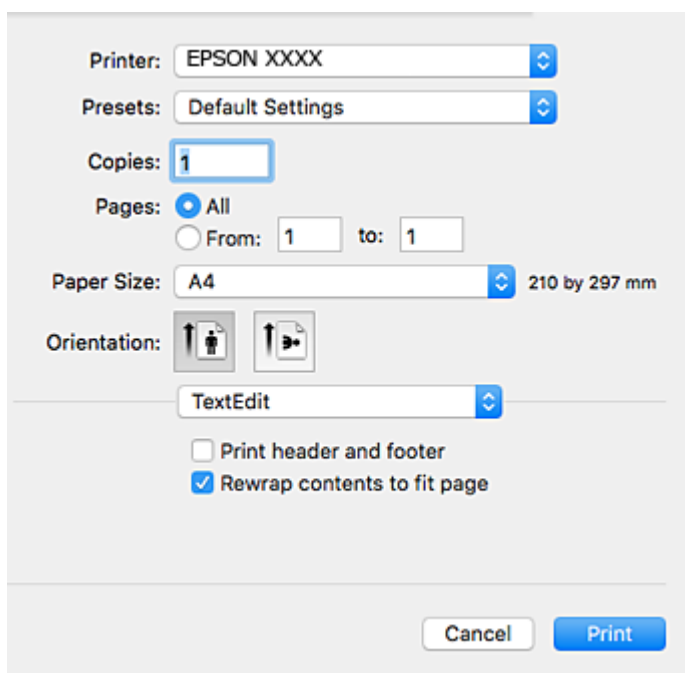 Printer: EPSON XXXX
Presets: Default Settings
Copies: 1
Pages: All
From: 1 to: 1
Paper Size: A4 210 by 297 mm
Orientation:
TextEdit
Print header and footer
Rewrap contents to fit page
Cancel Print